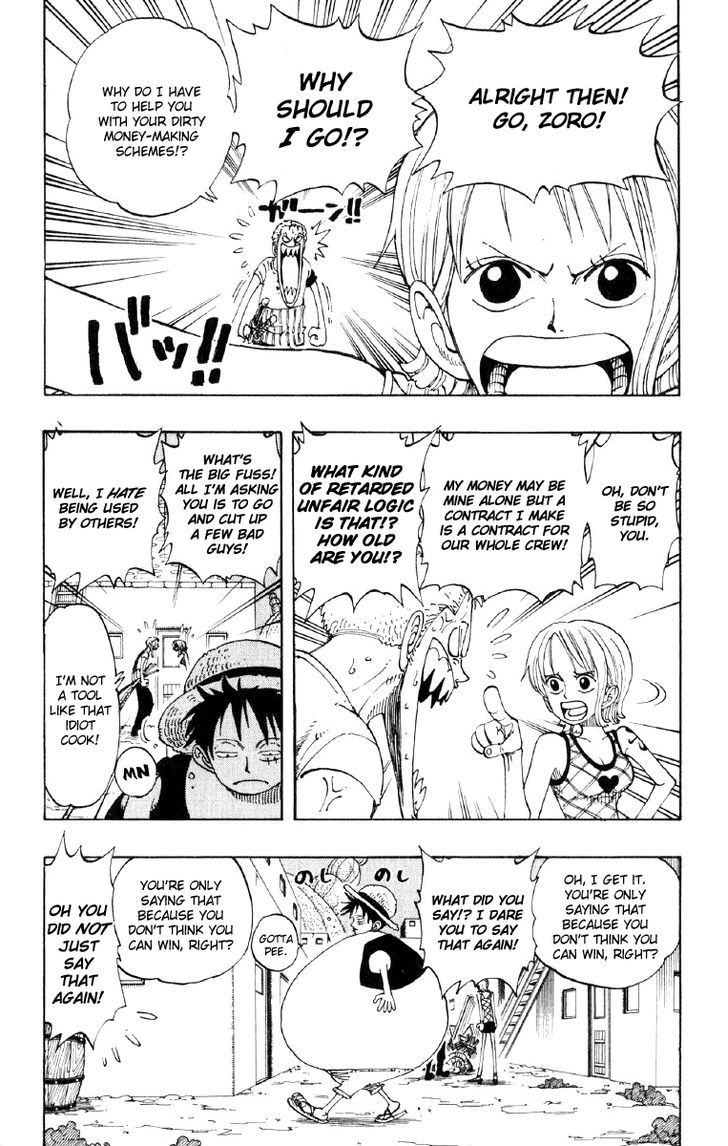 ALRIGHT THEN!
GO, ZORO!
WHY
SHOULD
I GO!?
WHY DO I HAVE
TO HELP YOU
WITH YOUR DIRTY
MONEY-MAKING
SCHEMES!?
ガーン!!
バッ!!
OH, DON'T
BE SO
STUPID,
YOU.
MY MONEY MAY BE
MINE ALONE BUT A
CONTRACT I MAKE
IS A CONTRACT FOR
OUR WHOLE CREW!
WHAT KIND
OF RETARDED
UNFAIR LOGIC
IS THAT!?
HOW OLD
ARE YOU!?
WHAT'S
THE BIG FUSS!
ALL I'M ASKING
YOU IS TO GO
AND CUT UP
A FEW BAD
GUYS!
WELL, I HATE
BEING USED
BY OTHERS!
I'M NOT
A TOOL
LIKE THAT
IDIOT
COOK!
MN
OH, I GET IT.
YOU'RE ONLY
SAYING THAT
BECAUSE YOU
DON'T THINK YOU
CAN WIN, RIGHT?
WHAT DID YOU
SAY!? I DARE
YOU TO SAY
THAT AGAIN!
のしのし
GOTTA
PEE.
YOU'RE ONLY
SAYING THAT
BECAUSE YOU
DON'T THINK YOU
CAN WIN, RIGHT?
OH YOU
DID NOT
JUST
SAY
THAT
AGAIN!